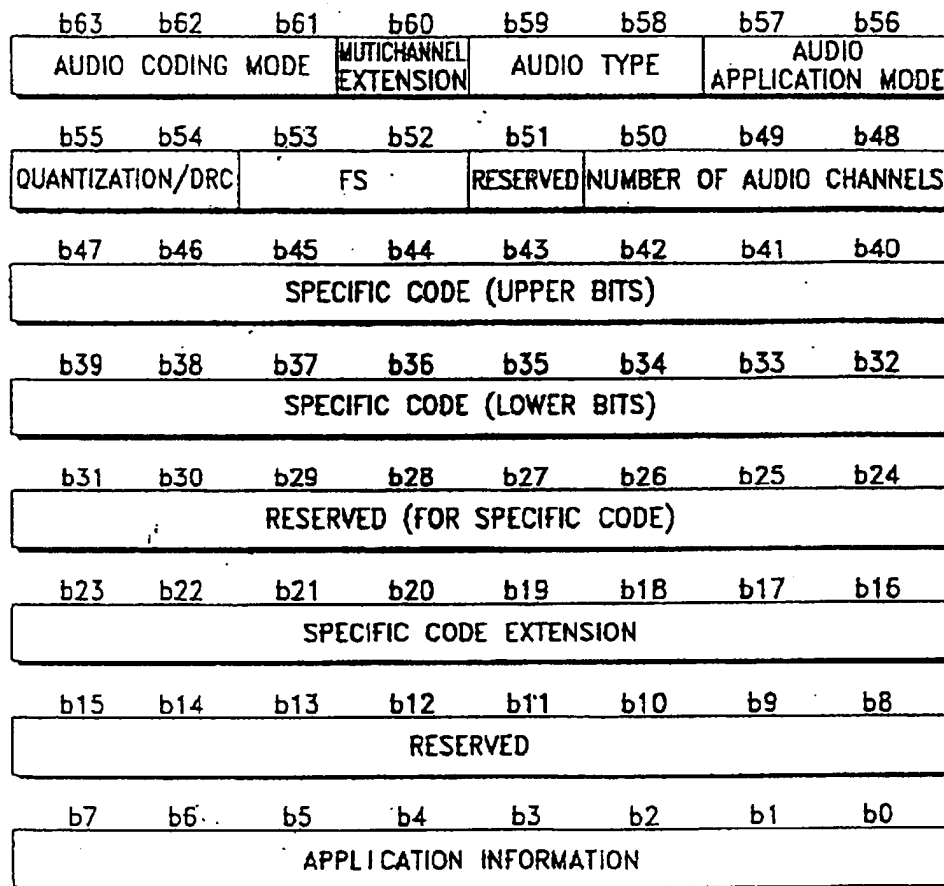 b63 b62 b61 b60 b59 b58 b57 b56
AUDIO CODING MODE
MUTICHANNEL
EXTENSION
AUDIO TYPE
AUDIO
APPLICATION MODE
b55 b54 b53 b52 b51 b50 b49 b48
QUANTIZATION/DRC FS RESERVED NUMBER OF AUDIO CHANNELS
b47 b46 b45 b44 b43 b42 b41 b40
SPECIFIC CODE (UPPER BITS)
b39 b38 b37 b36 b35 b34 b33 b32
SPECIFIC CODE (LOWER BITS)
b31 b30 b29 b28 b27 b26 b25 b24
RESERVED (FOR SPECIFIC CODE)
b23 b22 b21 b20 b19 b18 b17 b16
SPECIFIC CODE EXTENSION
b15 b14 b13 b12 b11 b10 b9 b8
RESERVED
b7 b6 b5 b4 b3 b2 b1 b0
APPLICATION INFORMATION